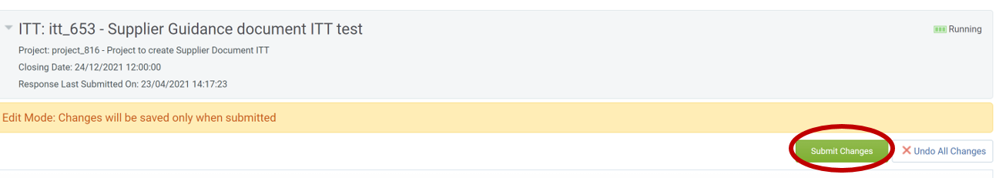 ITT: itt_653 - Supplier Guidance document ITT test
Running
Project: project_816 - Project to create Supplier Document ITT
Closing Date: 24/12/2021 12:00:00
Response Last Submitted On: 23/04/2021 14:17:23
Edit Mode: Changes will be saved only when submitted
Submit Changes
Undo All Changes